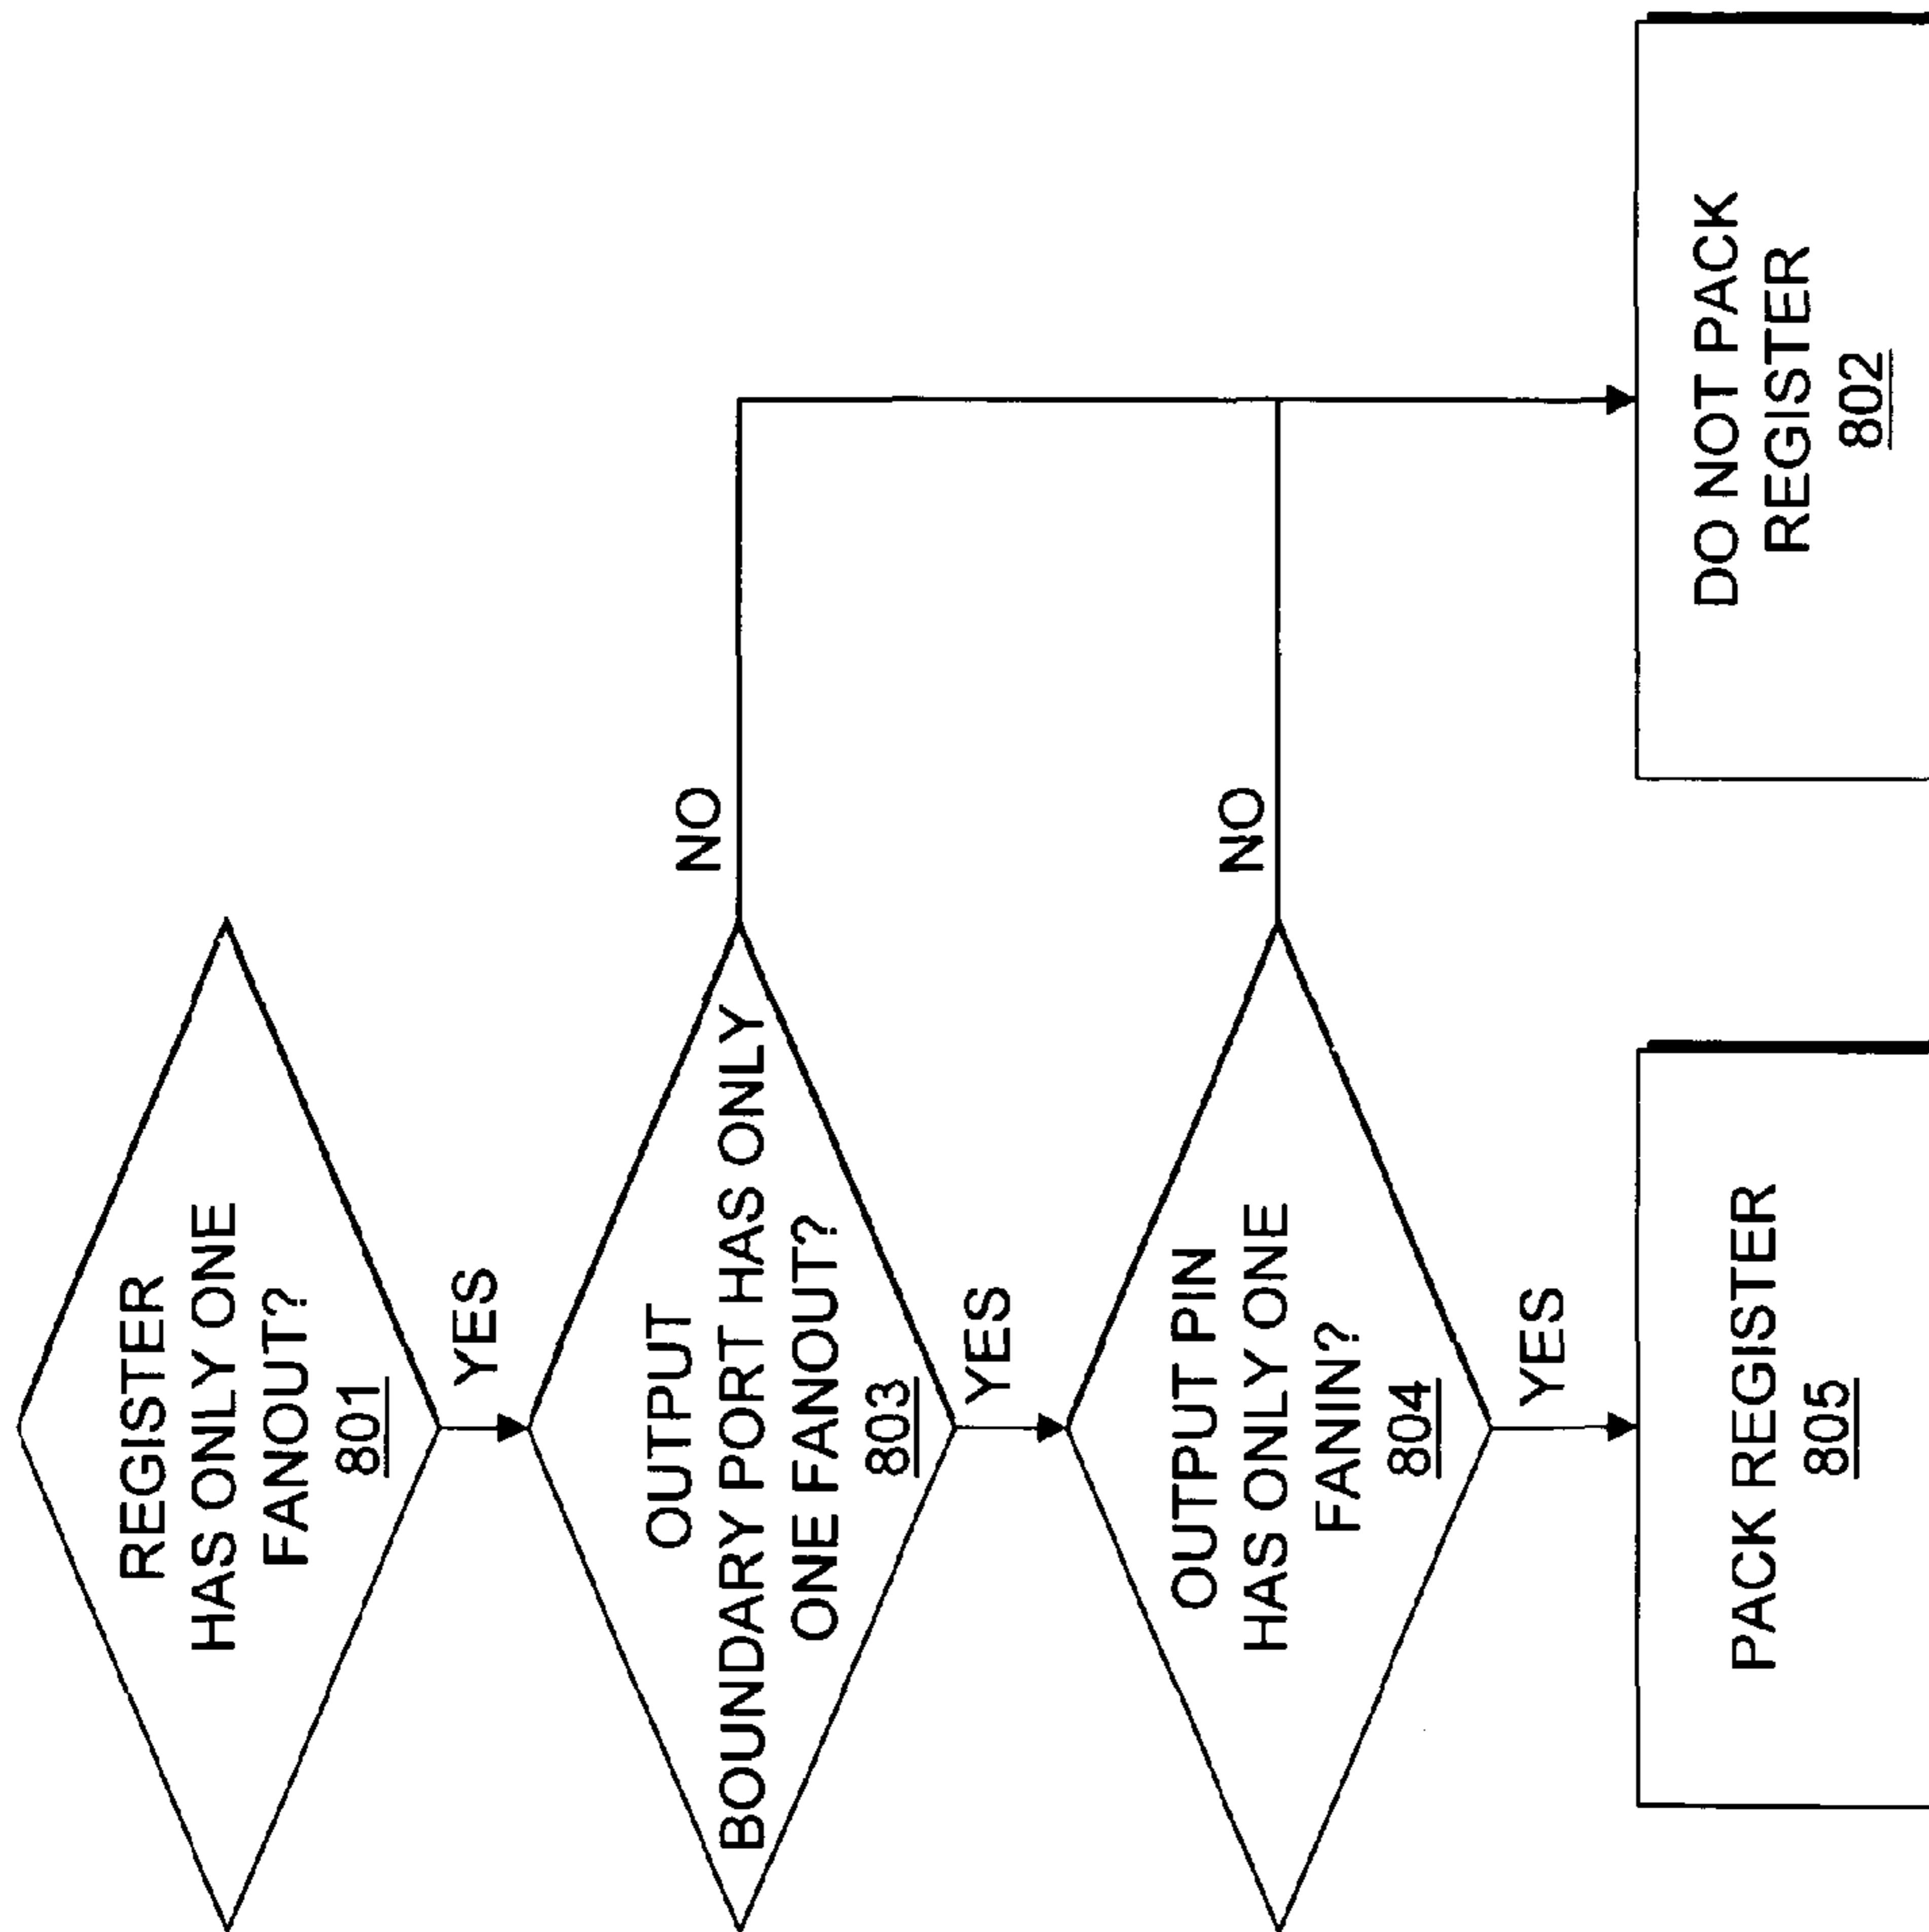 REGISTER
HAS ONLY ONE
FANOUT?
801
YES
OUTPUT
BOUNDARY PORT HAS ONLY
ONE FANOUT?
803
NO
YES
OUTPUT PIN
HAS ONLY ONE
FANIN?
804
NO
YES
PACK REGISTER
805
DO NOT PACK
REGISTER
802